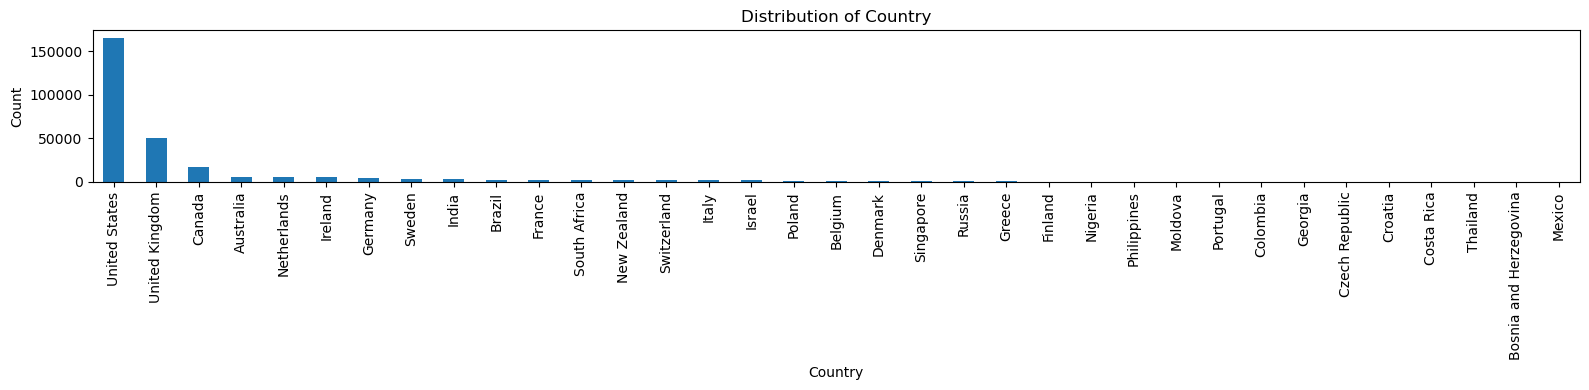 Distribution of Country
Count
150000
100000
50000
0
United States
United Kingdom
Canada
Australia
Netherlands
Ireland
Germany
Sweden
India
Brazil
France
South Africa
New Zealand
Switzerland
Italy
Israel
Poland
Belgium
Denmark
Singapore
Russia
Greece
Finland
Nigeria
Philippines
Moldova
Portugal
Colombia
Georgia
Czech Republic
Croatia
Costa Rica
Thailand
Bosnia and Herzegovina
Mexico
Country